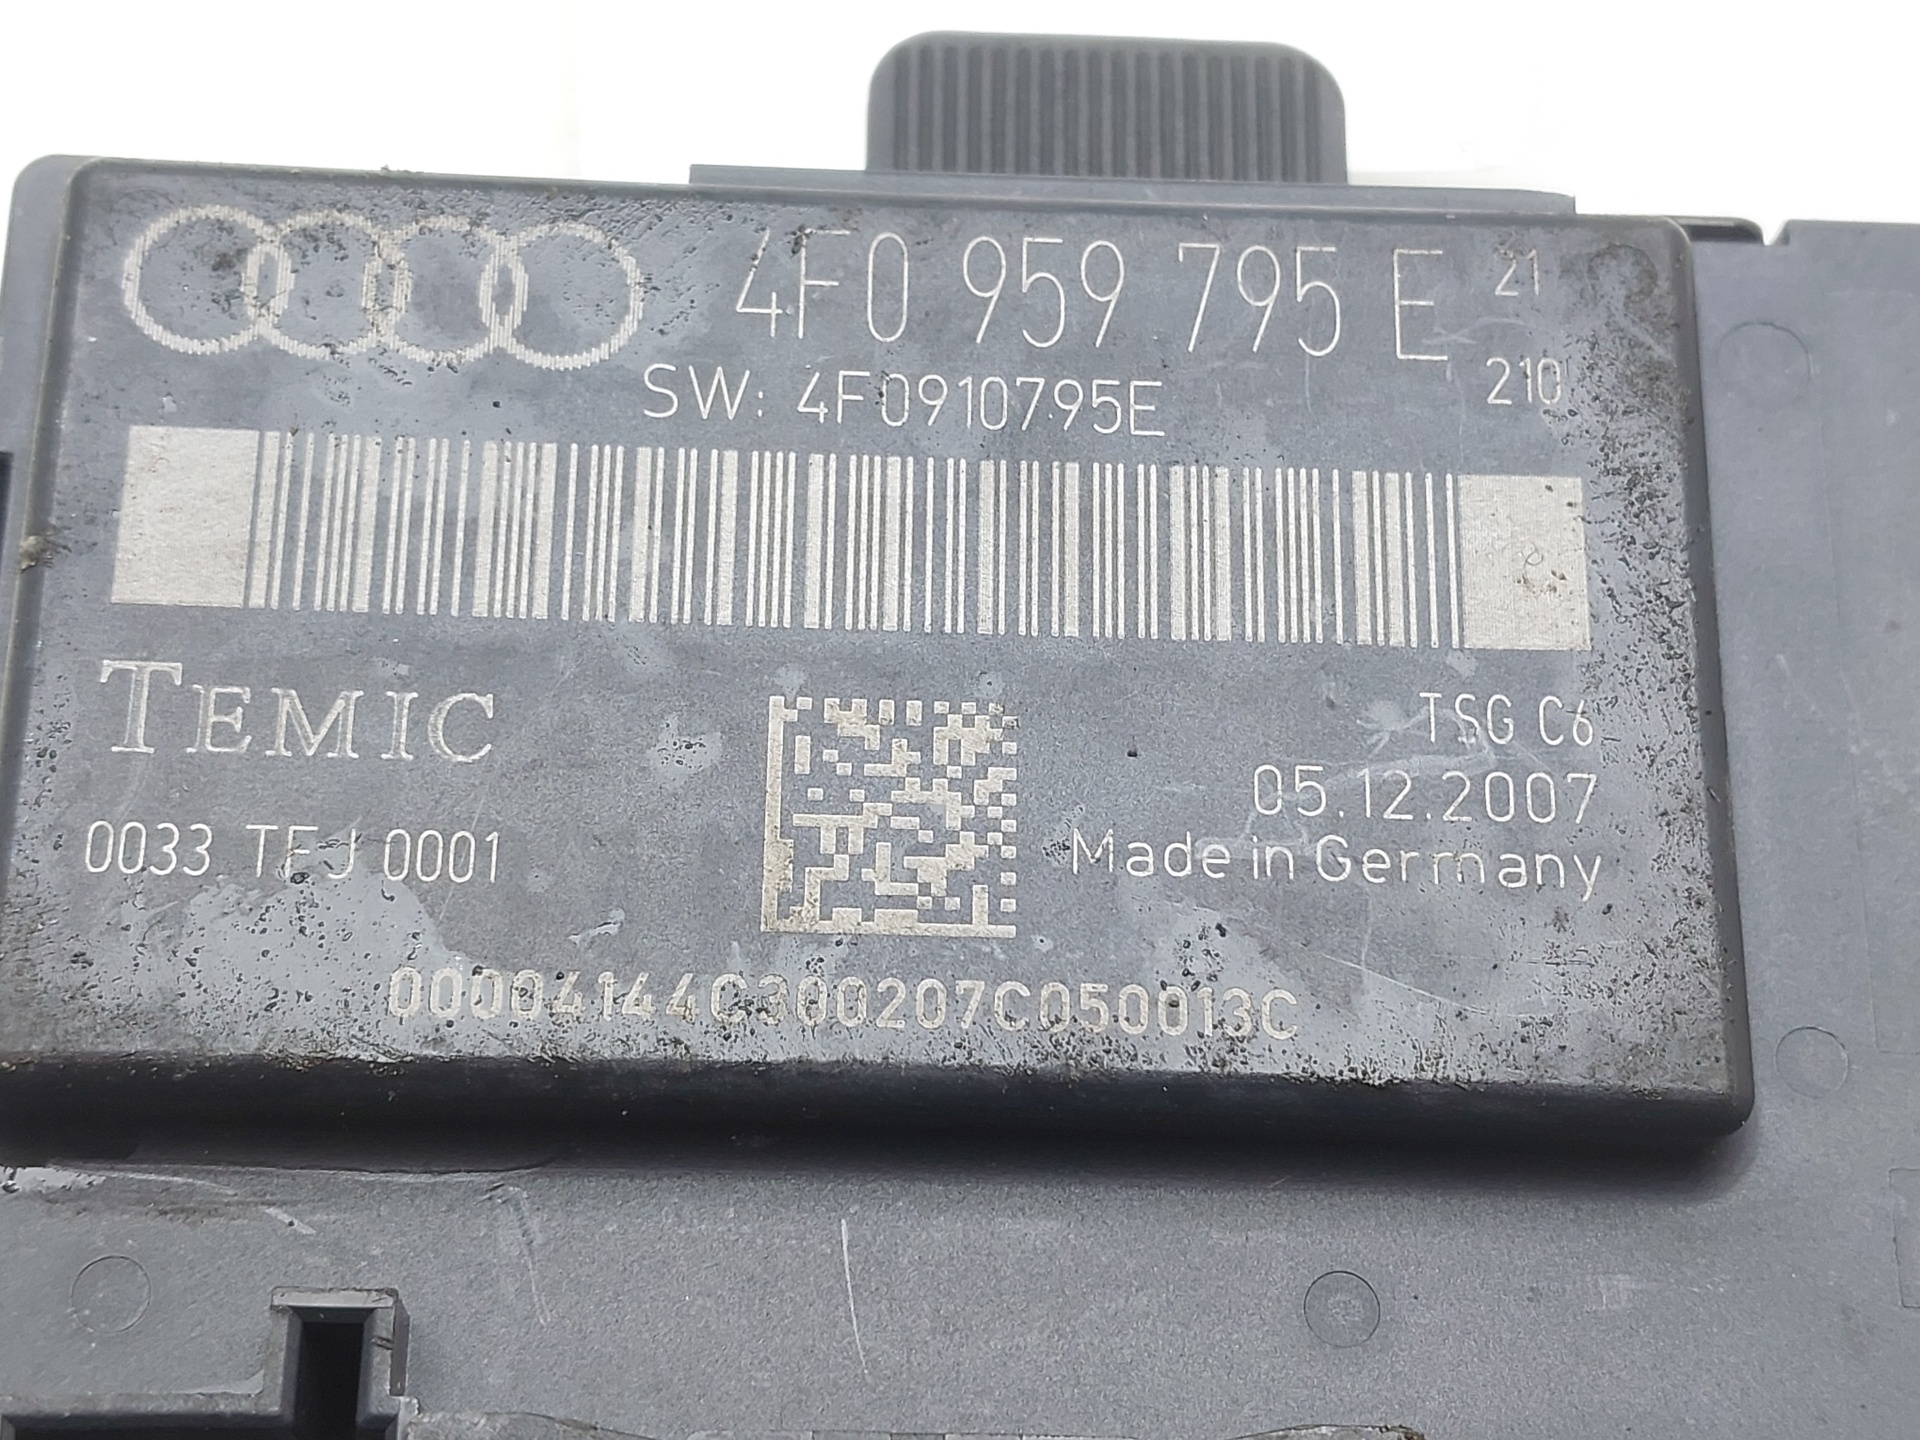 4F0 959 795 E 21
SW: 4F0910795E 210
TEMIC
TSG C6
05.12.2007
0033 TFJ 0001
Made in Germany
00004144C300207C050013C